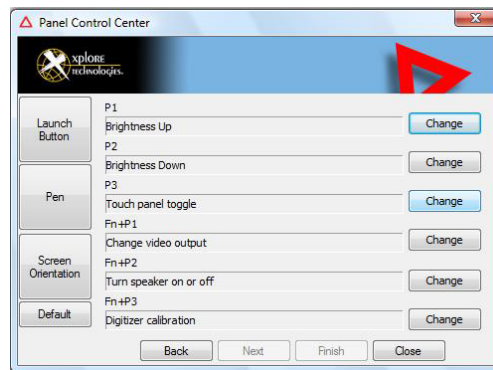 Panel Control Center
xplore
technologies.
Launch
Button
Pen
Screen
Orientation
Default
P1
Brightness Up
Change
P2
Brightness Down
Change
P3
Touch panel toggle
Change
Fn+P1
Change video output
Change
Fn+P2
Turn speaker on or off
Change
Fn+P3
Digitizer calibration
Change
Back
Next
Finish
Close